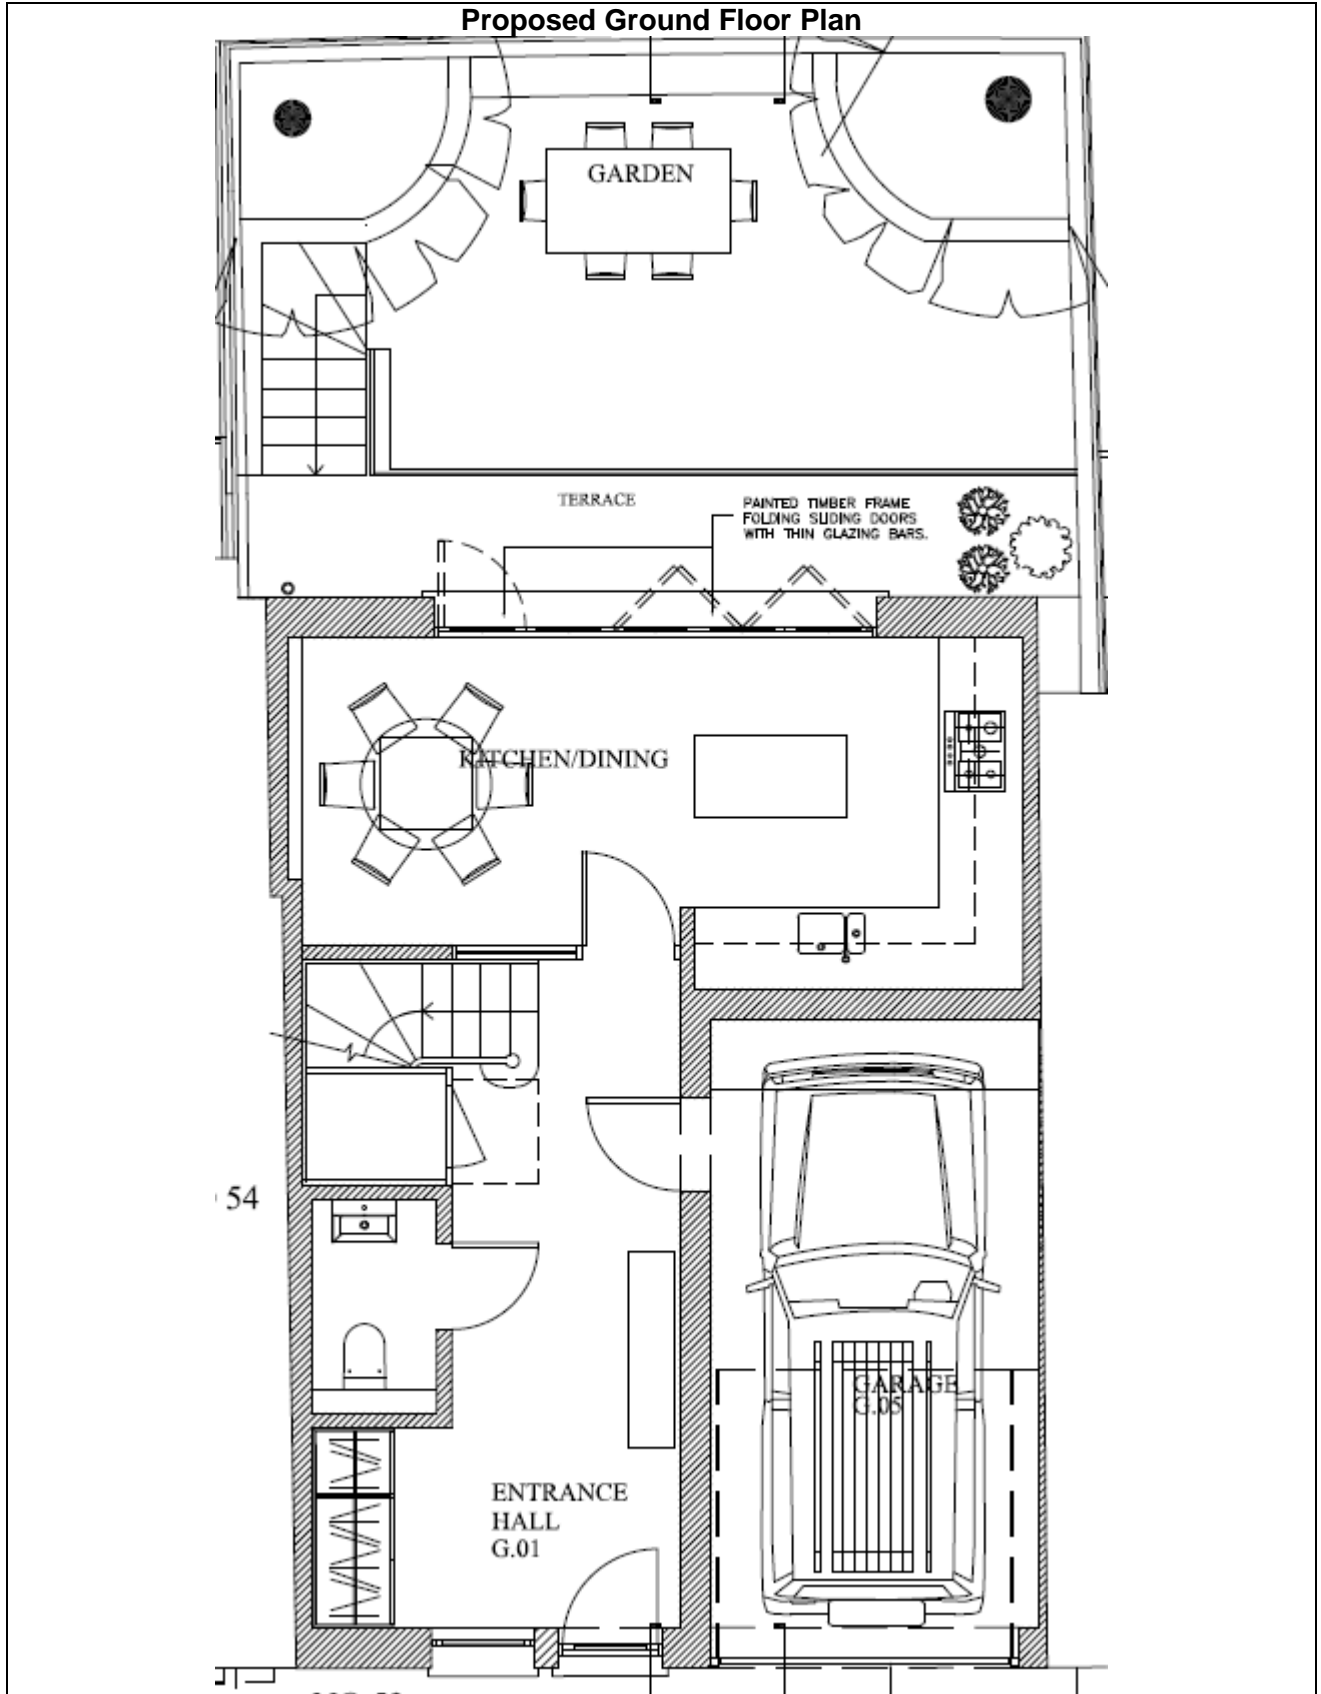 Proposed Ground Floor Plan
GARDEN
TERRACE
PAINTED TIMBER FRAME
FOLDING SLIDING DOORS
WITH THIN GLAZING BARS.
KITCHEN/DINING
54
GARAGE
G.05
ENTRANCE
HALL
G.01